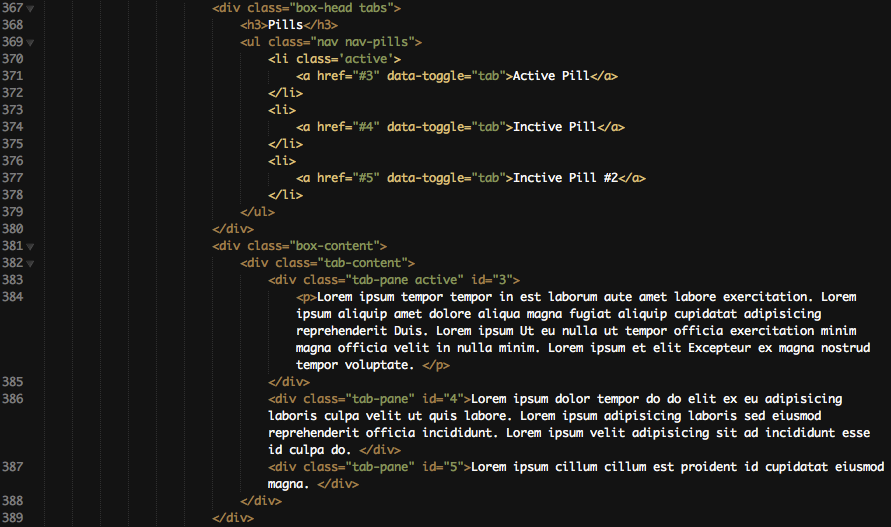 367 <div class="box-head tabs">
368 <h3>Pills</h3>
369 <ul class="nav nav-pills">
370 <li class='active'>
371 <a href="#3" data-toggle="tab">Active Pill</a>
372 </li>
373 <li>
374 <a href="#4" data-toggle="tab">Inctive Pill</a>
375 </li>
376 <li>
377 <a href="#5" data-toggle="tab">Inctive Pill #2</a>
378 </li>
379 </ul>
380 </div>
381 <div class="box-content">
382 <div class="tab-content">
383 <div class="tab-pane active" id="3">
384 <p>Lorem ipsum tempor tempor in est laborum aute amet labore exercitation. Lorem
ipsum aliquip amet dolore aliqua magna fugiat aliquip cupidatat adipisicing
reprehenderit Duis. Lorem ipsum Ut eu nulla ut tempor officia exercitation minim
magna officia velit in nulla minim. Lorem ipsum et elit Excepteur ex magna nostrud
tempor voluptate. </p>
385 </div>
386 <div class="tab-pane" id="4">Lorem ipsum dolor tempor do do elit ex eu adipisicing
laboris culpa velit ut quis labore. Lorem ipsum adipisicing laboris sed eiusmod
reprehenderit officia incididunt. Lorem ipsum velit adipisicing sit ad incididunt esse
id culpa do. </div>
387 <div class="tab-pane" id="5">Lorem ipsum cillum cillum est proident id cupidatat eiusmod
magna. </div>
388 </div>
389 </div>